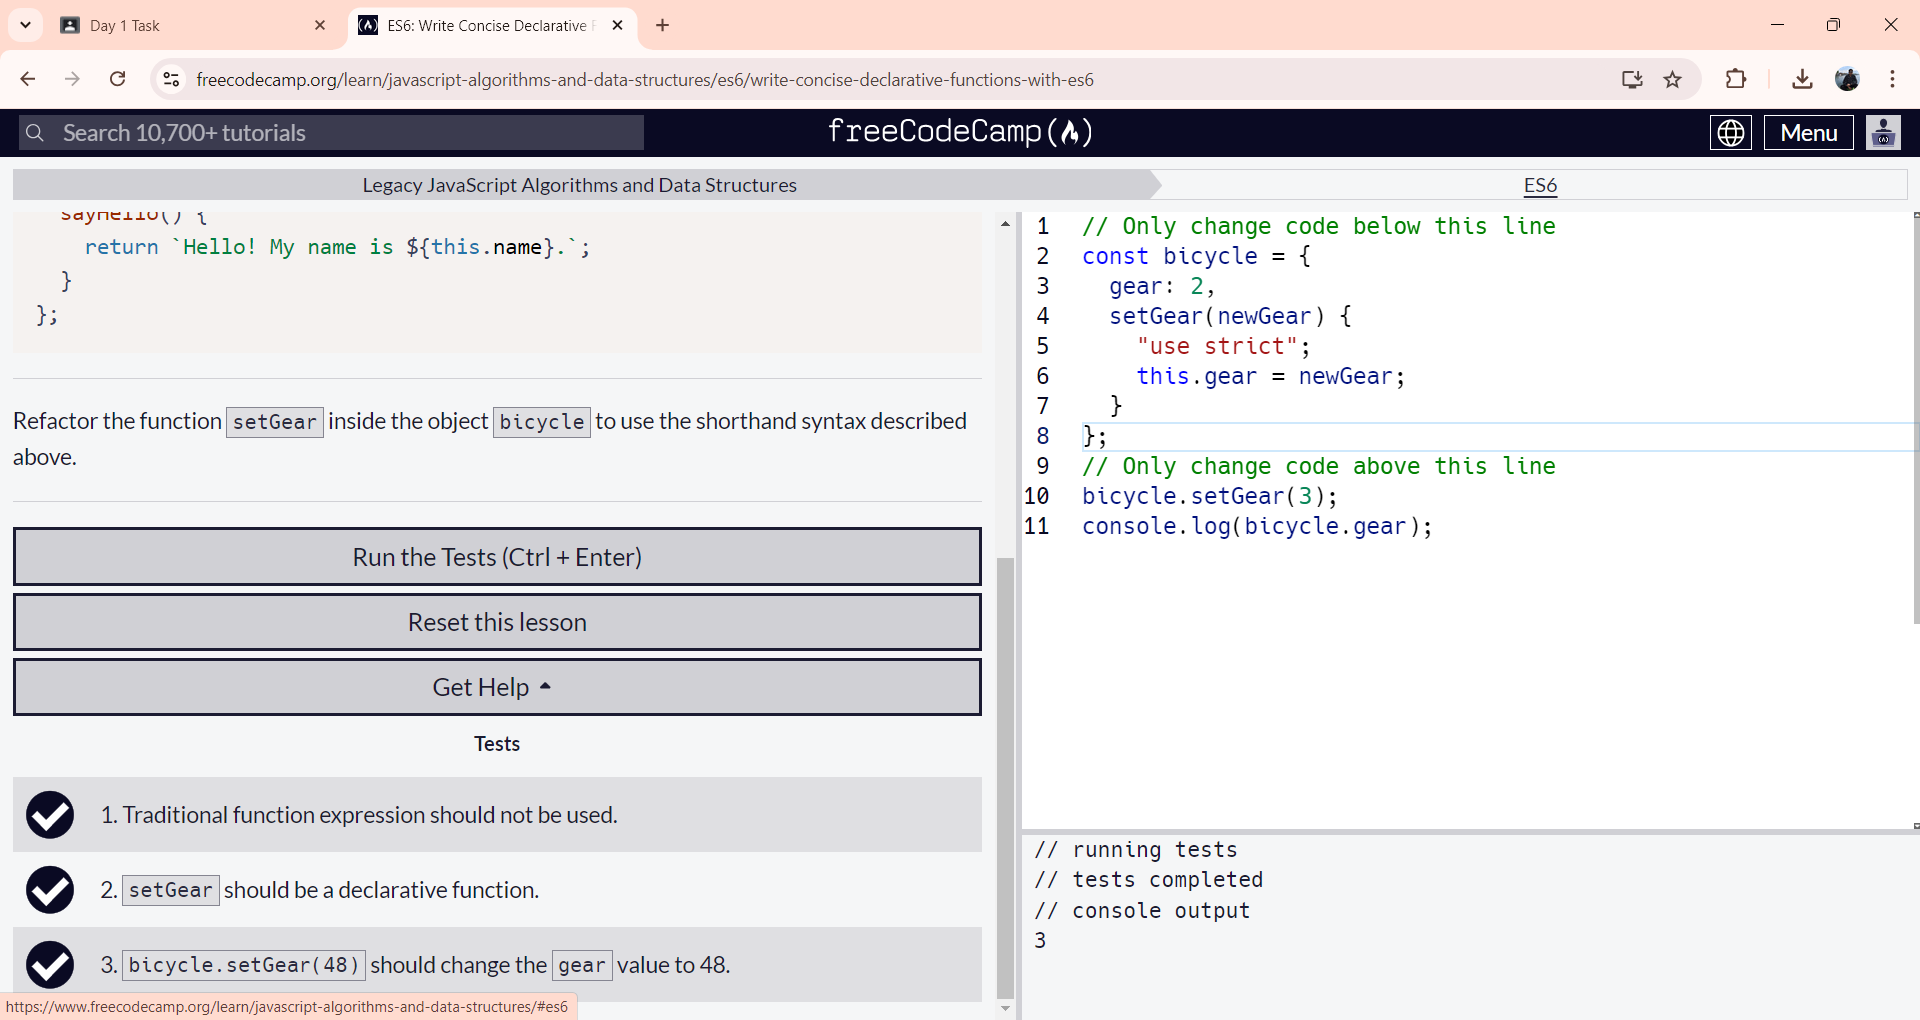 Day 1 Task
ES6: Write Concise Declarative F
freecodecamp.org/learn/javascript-algorithms-and-data-structures/es6/write-concise-declarative-functions-with-es6
Search 10,700+ tutorials
freeCodeCamp
Menu
Legacy JavaScript Algorithms and Data Structures
ES6
sayHello() {
return `Hello! My name is ${this.name}.`;
}
};
Refactor the function setGear inside the object bicycle to use the shorthand syntax described
above.
Run the Tests (Ctrl + Enter)
Reset this lesson
Get Help
Tests
1. Traditional function expression should not be used.
2. setGear should be a declarative function.
3. bicycle.setGear(48) should change the gear value to 48.
https://www.freecodecamp.org/learn/javascript-algorithms-and-data-structures/#es6
1 // Only change code below this line
2 const bicycle = {
3 gear: 2,
4 setGear(newGear) {
5 "use strict";
6 this.gear = newGear;
7 }
8 };
9 // Only change code above this line
10 bicycle.setGear(3);
11 console.log(bicycle.gear);
// running tests
// tests completed
// console output
3